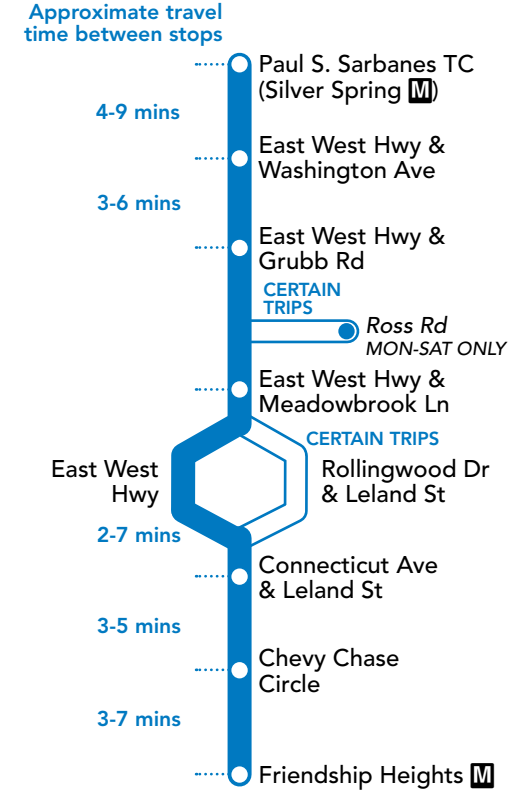 Approximate travel
time between stops
Paul S. Sarbanes TC
(Silver Spring M)
4-9 mins
East West Hwy &
Washington Ave
3-6 mins
East West Hwy &
Grubb Rd
CERTAIN
TRIPS
Ross Rd
MON-SAT ONLY
East West Hwy &
Meadowbrook Ln
CERTAIN TRIPS
East West
Hwy
Rollingwood Dr
& Leland St
2-7 mins
Connecticut Ave
& Leland St
3-5 mins
Chevy Chase
Circle
3-7 mins
Friendship Heights M